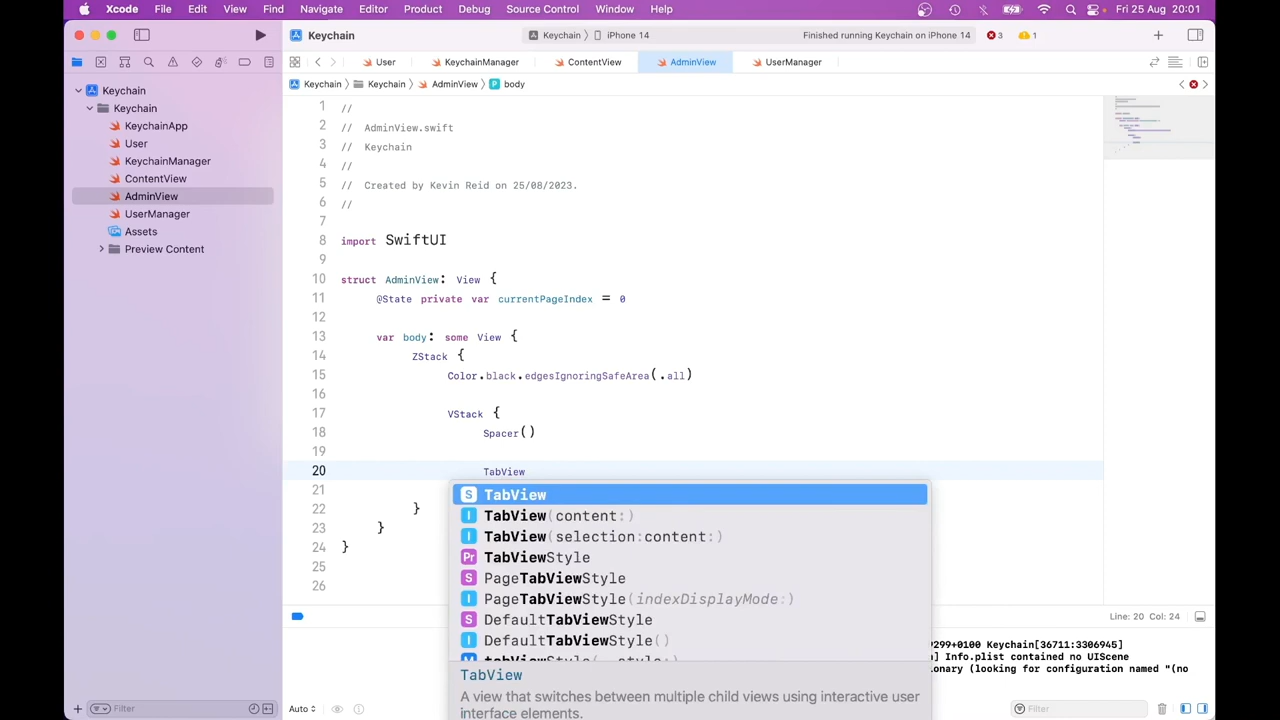 Xcode File Edit View Find Navigate Editor Product Debug Source Control Window Help Fri 25 Aug 20:01
Keychain Keychain iPhone 14 Finished running Keychain on iPhone 14 3 1
User KeychainManager ContentView AdminView UserManager
Keychain Keychain AdminView P body
Keychain
Keychain
KeychainApp
User
KeychainManager
ContentView
AdminView
UserManager
Assets
Preview Content
1 //
2 // AdminView.swift
3 // Keychain
4 //
5 // Created by Kevin Reid on 25/08/2023.
6 //
7
8 import SwiftUI
9
10 struct AdminView: View {
11 @State private var currentPageIndex = 0
12
13 var body: some View {
14 ZStack {
15 Color.black.edgesIgnoringSafeArea(.all)
16
17 VStack {
18 Spacer()
19
20 TabView
21
22 }
23 }
24 }
25
26
S TabView
I TabView(content:)
I TabView(selection:content:)
Pr TabViewStyle
S PageTabViewStyle
I PageTabViewStyle(indexDisplayMode:)
S DefaultTabViewStyle
I DefaultTabViewStyle()
M tabViewStyle(_ style:)
TabView
A view that switches between multiple child views using interactive user
interface elements.
Line: 20 Col: 24
9299+0100 Keychain[36711:3306945]
] Info.plist contained no UIScene
ionary (looking for configuration named "(no
Filter
Auto
Filter